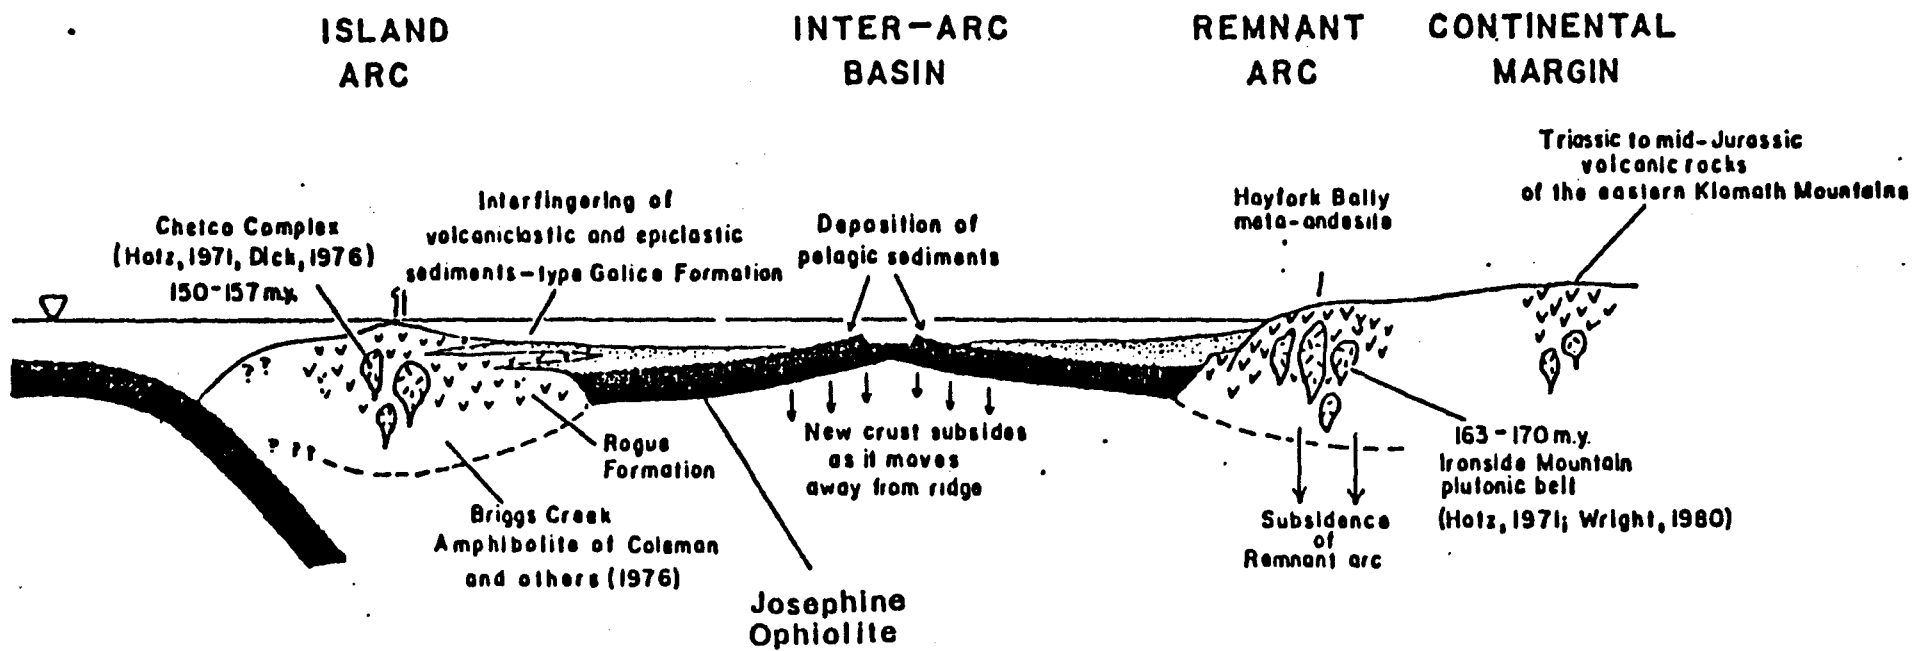 ISLAND
ARC
INTER-ARC
BASIN
REMNANT
ARC
CONTINENTAL
MARGIN
Triassic to mid-Jurassic
volcanic rocks
of the eastern Klamath Mountains
Hayfork Bally
meta-andesite
Interfingering of
volcaniclastic and epiclastic
sediments-type Galice Formation
Deposition of
pelagic sediments
Chetco Complex
(Hotz, 1971, Dick, 1976)
150-157 m.y.
? ?
? ? ?
New crust subsides
as it moves
away from ridge
Rogue
Formation
163-170 m.y.
Ironside Mountain
plutonic belt
(Hotz, 1971; Wright, 1980)
Subsidence
of
Remnant arc
Briggs Creek
Amphibolite of Coleman
and others (1976)
Josephine
Ophiolite